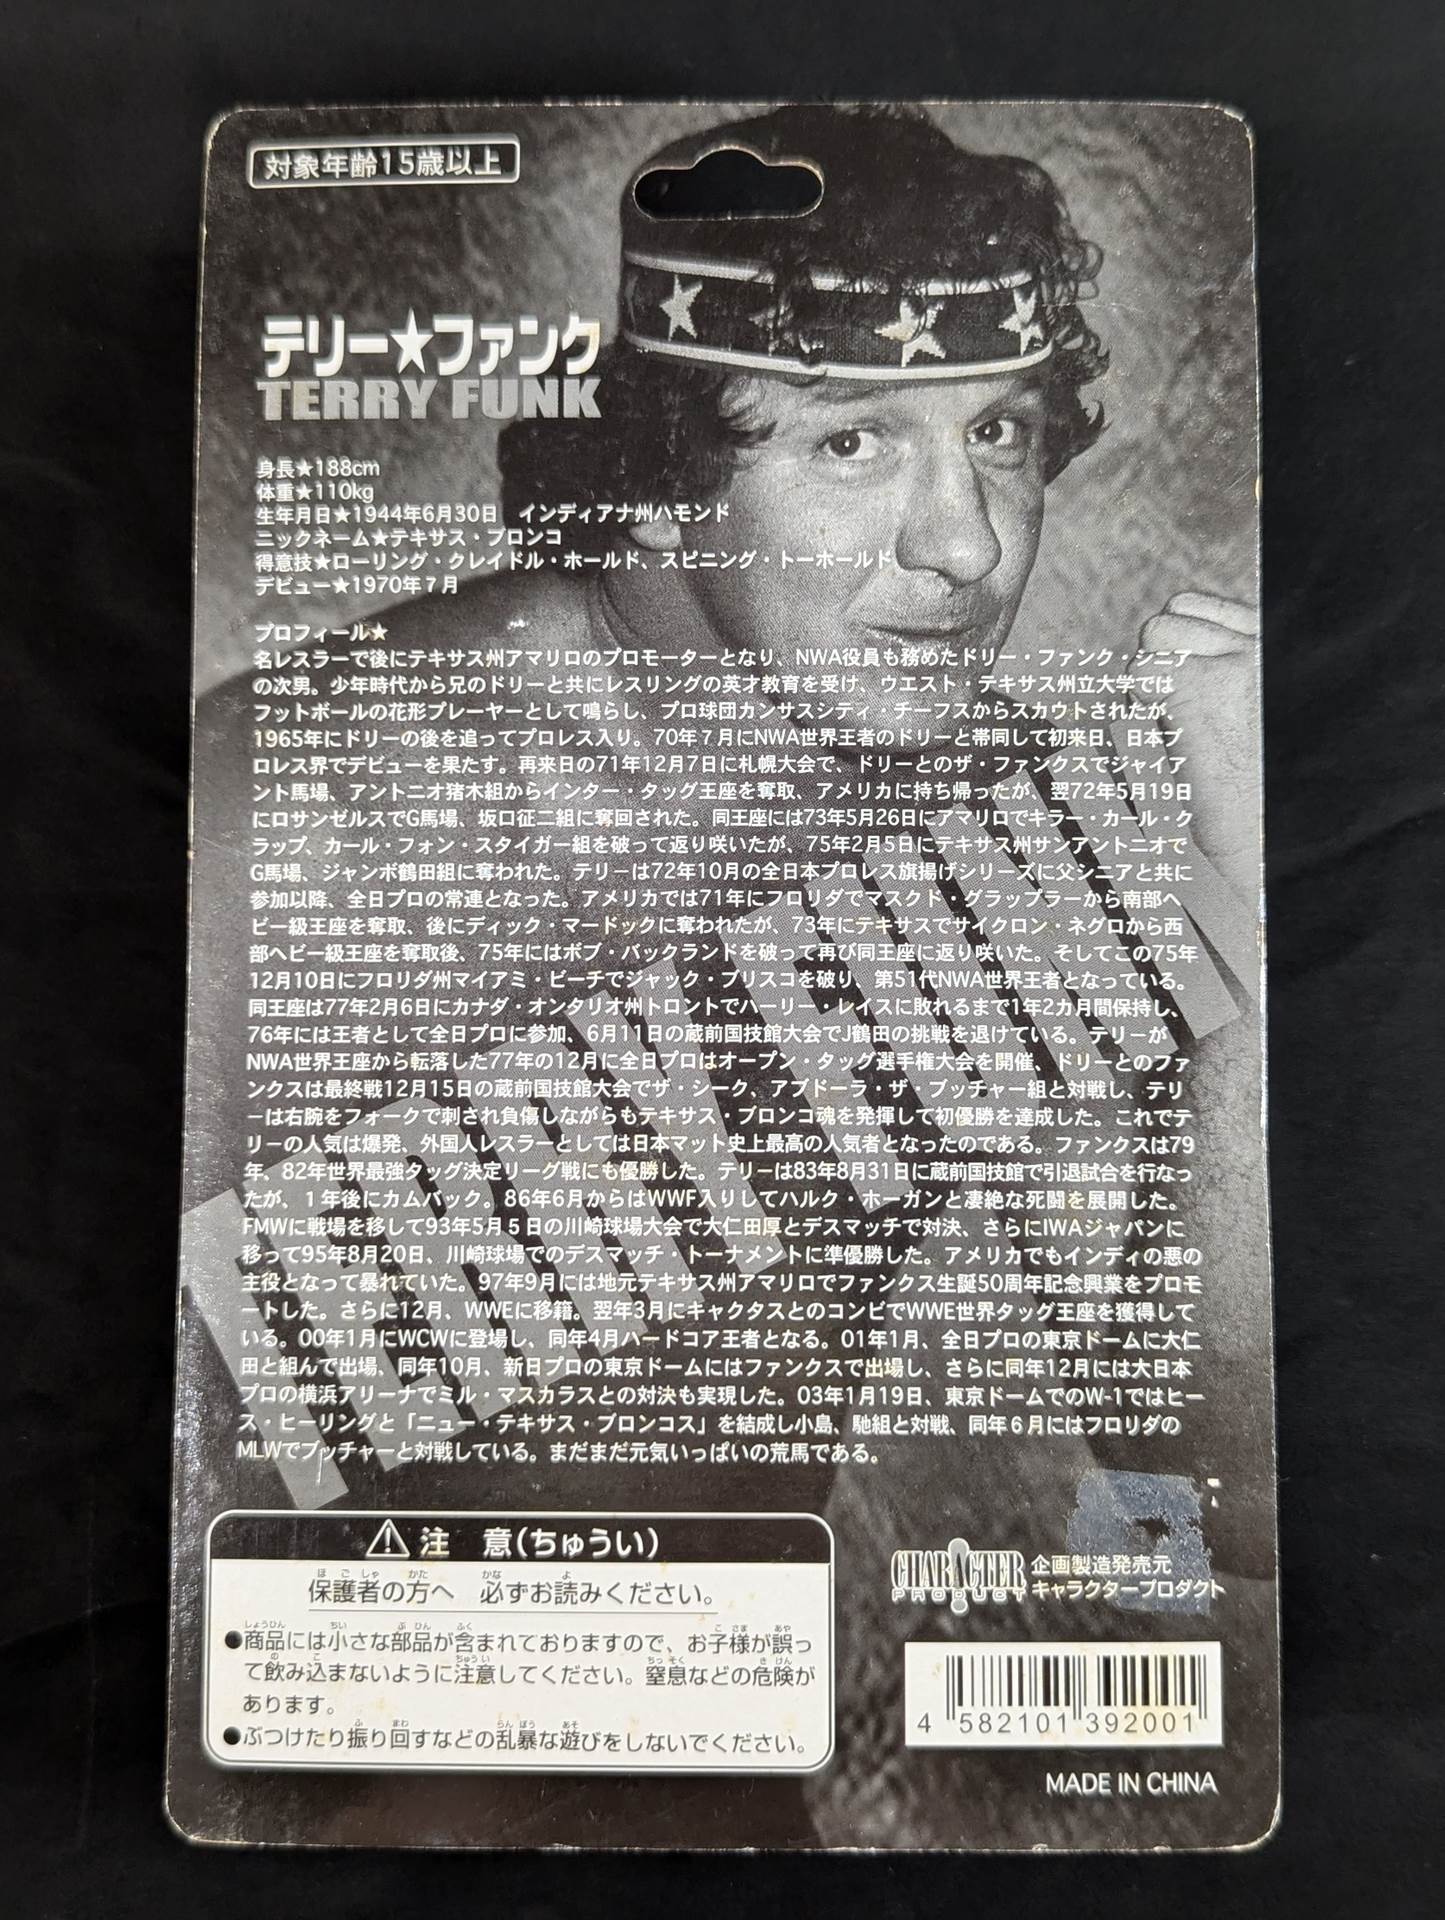 対象年齢15歳以上
テリー★ファンク
TERRY FUNK
身長★188cm
体重★110kg
生年月日★1944年6月30日　インディアナ州ハモンド
ニックネーム★テキサス・ブロンコ
得意技★ローリング・クレイドル・ホールド、スピニング・トーホールド
デビュー★1970年7月
プロフィール★
名レスラーで後にテキサス州アマリロのプロモーターとなり、NWA役員も務めたドリー・ファンク・シニア
の次男。少年時代から兄のドリーと共にレスリングの英才教育を受け、ウエスト・テキサス州立大学では
フットボールの花形プレーヤーとして鳴らし、プロ球団カンサスシティ・チーフスからスカウトされたが、
1965年にドリーの後を追ってプロレス入り。70年7月にNWA世界王者のドリーと帯同して初来日、日本プ
ロレス界でデビューを果たす。再来日の71年12月7日に札幌大会で、ドリーとのザ・ファンクスでジャイア
ント馬場、アントニオ猪木組からインター・タッグ王座を奪取、アメリカに持ち帰ったが、翌72年5月19日
にロサンゼルスでG馬場、坂口征二組に奪回された。同王座には73年5月26日にアマリロでキラー・カール・ク
ラップ、カール・フォン・スタイガー組を破って返り咲いたが、75年2月5日にテキサス州サンアントニオで
G馬場、ジャンボ鶴田組に奪われた。テリーは72年10月の全日本プロレス旗揚げシリーズに父シニアと共に
参加以降、全日プロの常連となった。アメリカでは71年にフロリダでマスクド・グラップラーから南部ヘ
ビー級王座を奪取、後にディック・マードックに奪われたが、73年にテキサスでサイクロン・ネグロから西
部ヘビー級王座を奪取後、75年にはボブ・バックランドを破って再び同王座に返り咲いた。そしてこの75年
12月10日にフロリダ州マイアミ・ビーチでジャック・ブリスコを破り、第51代NWA世界王者となっている。
同王座は77年2月6日にカナダ・オンタリオ州トロントでハーリー・レイスに敗れるまで1年2カ月間保持し、
76年には王者として全日プロに参加、6月11日の蔵前国技館大会でJ鶴田の挑戦を退けている。テリーが
NWA世界王座から転落した77年の12月に全日プロはオープン・タッグ選手権大会を開催、ドリーとのファ
ンクスは最終戦12月15日の蔵前国技館大会でザ・シーク、アブドーラ・ザ・ブッチャー組と対戦し、テリ
ーは右腕をフォークで刺され負傷しながらもテキサス・ブロンコ魂を発揮して初優勝を達成した。これでテ
リーの人気は爆発、外国人レスラーとしては日本マット史上最高の人気者となったのである。ファンクスは79
年、82年世界最強タッグ決定リーグ戦にも優勝した。テリーは83年8月31日に蔵前国技館で引退試合を行なっ
たが、1年後にカムバック。86年6月からはWWF入りしてハルク・ホーガンと凄絶な死闘を展開した。
FMWに戦場を移して93年5月5日の川崎球場大会で大仁田厚とデスマッチで対決、さらにIWAジャパンに
移って95年8月20日、川崎球場でのデスマッチ・トーナメントに準優勝した。アメリカでもインディの悪の
主役となって暴れていた。97年9月には地元テキサス州アマリロでファンクス生誕50周年記念興業をプロモ
ートした。さらに12月、WWEに移籍。翌年3月にキャクタスとのコンビでWWE世界タッグ王座を獲得して
いる。00年1月にWCWに登場し、同年4月ハードコア王者となる。01年1月、全日プロの東京ドームに大仁
田と組んで出場、同年10月、新日プロの東京ドームにはファンクスで出場し、さらに同年12月には大日本
プロの横浜アリーナでミル・マスカラスとの対決も実現した。03年1月19日、東京ドームでのW-1ではヒー
ス・ヒーリングと「ニュー・テキサス・ブロンコス」を結成し小島、馳組と対戦、同年6月にはフロリダの
MLWでブッチャーと対戦している。まだまだ元気いっぱいの荒馬である。
TERRY FUNK
注　意(ちゅうい)
保護者の方へ　必ずお読みください。
●商品には小さな部品が含まれておりますので、お子様が誤っ
て飲み込まないように注意してください。窒息などの危険が
あります。
●ぶつけたり振り回すなどの乱暴な遊びをしないでください。
CHARACTER PRODUCT
企画製造発売元
キャラクタープロダクト
4 582101 392001
MADE IN CHINA